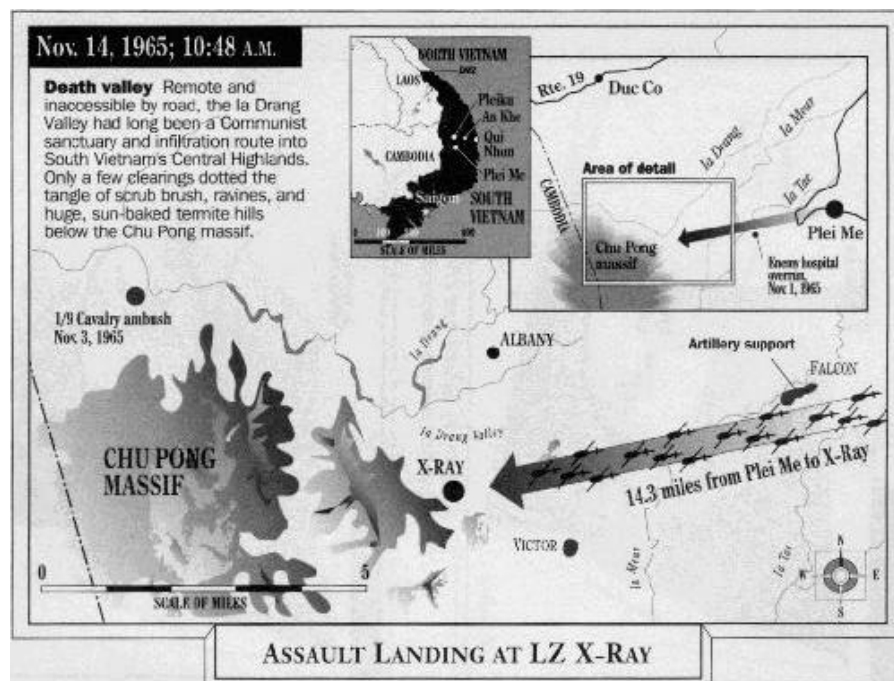 Nov. 14, 1965; 10:48 A.M.
Death valley Remote and
inaccessible by road, the Ia Drang
Valley had long been a Communist
sanctuary and infiltration route into
South Vietnam's Central Highlands.
Only a few clearings dotted the
tangle of scrub brush, ravines, and
huge, sun-baked termite hills
below the Chu Pong massif.
NORTH VIETNAM
DMZ
LAOS
Pleiku
An Khe
Qui
Nhon
CAMBODIA
Plei Me
Saigon
SOUTH
VIETNAM
0
SCALE OF MILES
Rte. 19
Duc Co
Ia Drang
Ia Meur
Area of detail
Ia Tae
CAMBODIA
Plei Me
Chu Pong
massif
Enemy hospital
overrun,
Nov. 1, 1965
1/9 Cavalry ambush
Nov. 3, 1965
Ia Drang
ALBANY
Artillery support
FALCON
Ia Drang Valley
CHU PONG
MASSIF
X-RAY
14.3 miles from Plei Me to X-Ray
VICTOR
Ia Meur
Ia Tae
N
W
E
S
0
5
SCALE OF MILES
ASSAULT LANDING AT LZ X-RAY